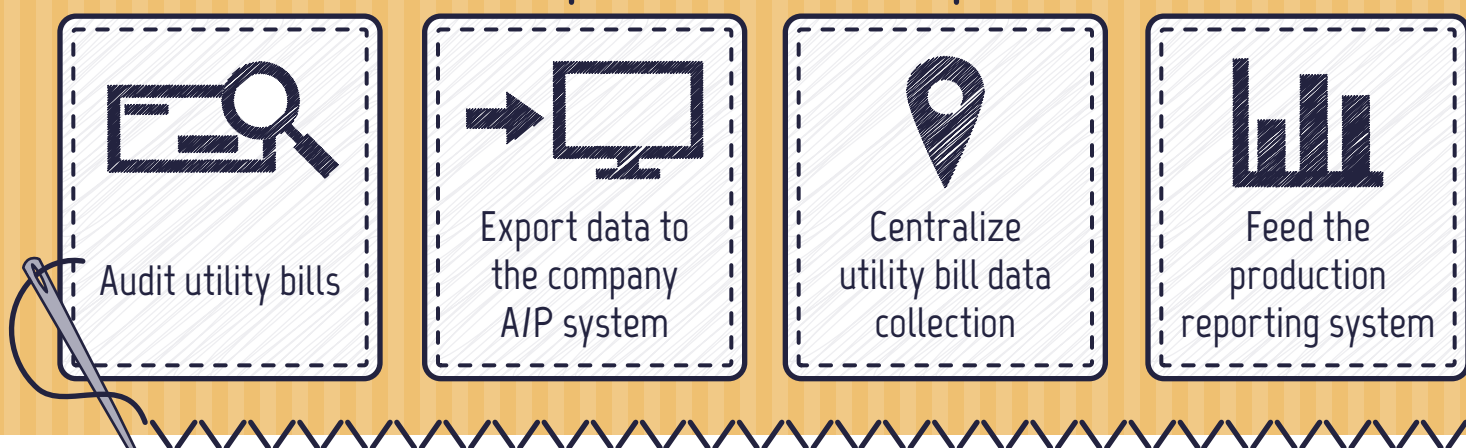 Audit utility bills
Export data to
the company
A/P system
Centralize
utility bill data
collection
Feed the
production
reporting system